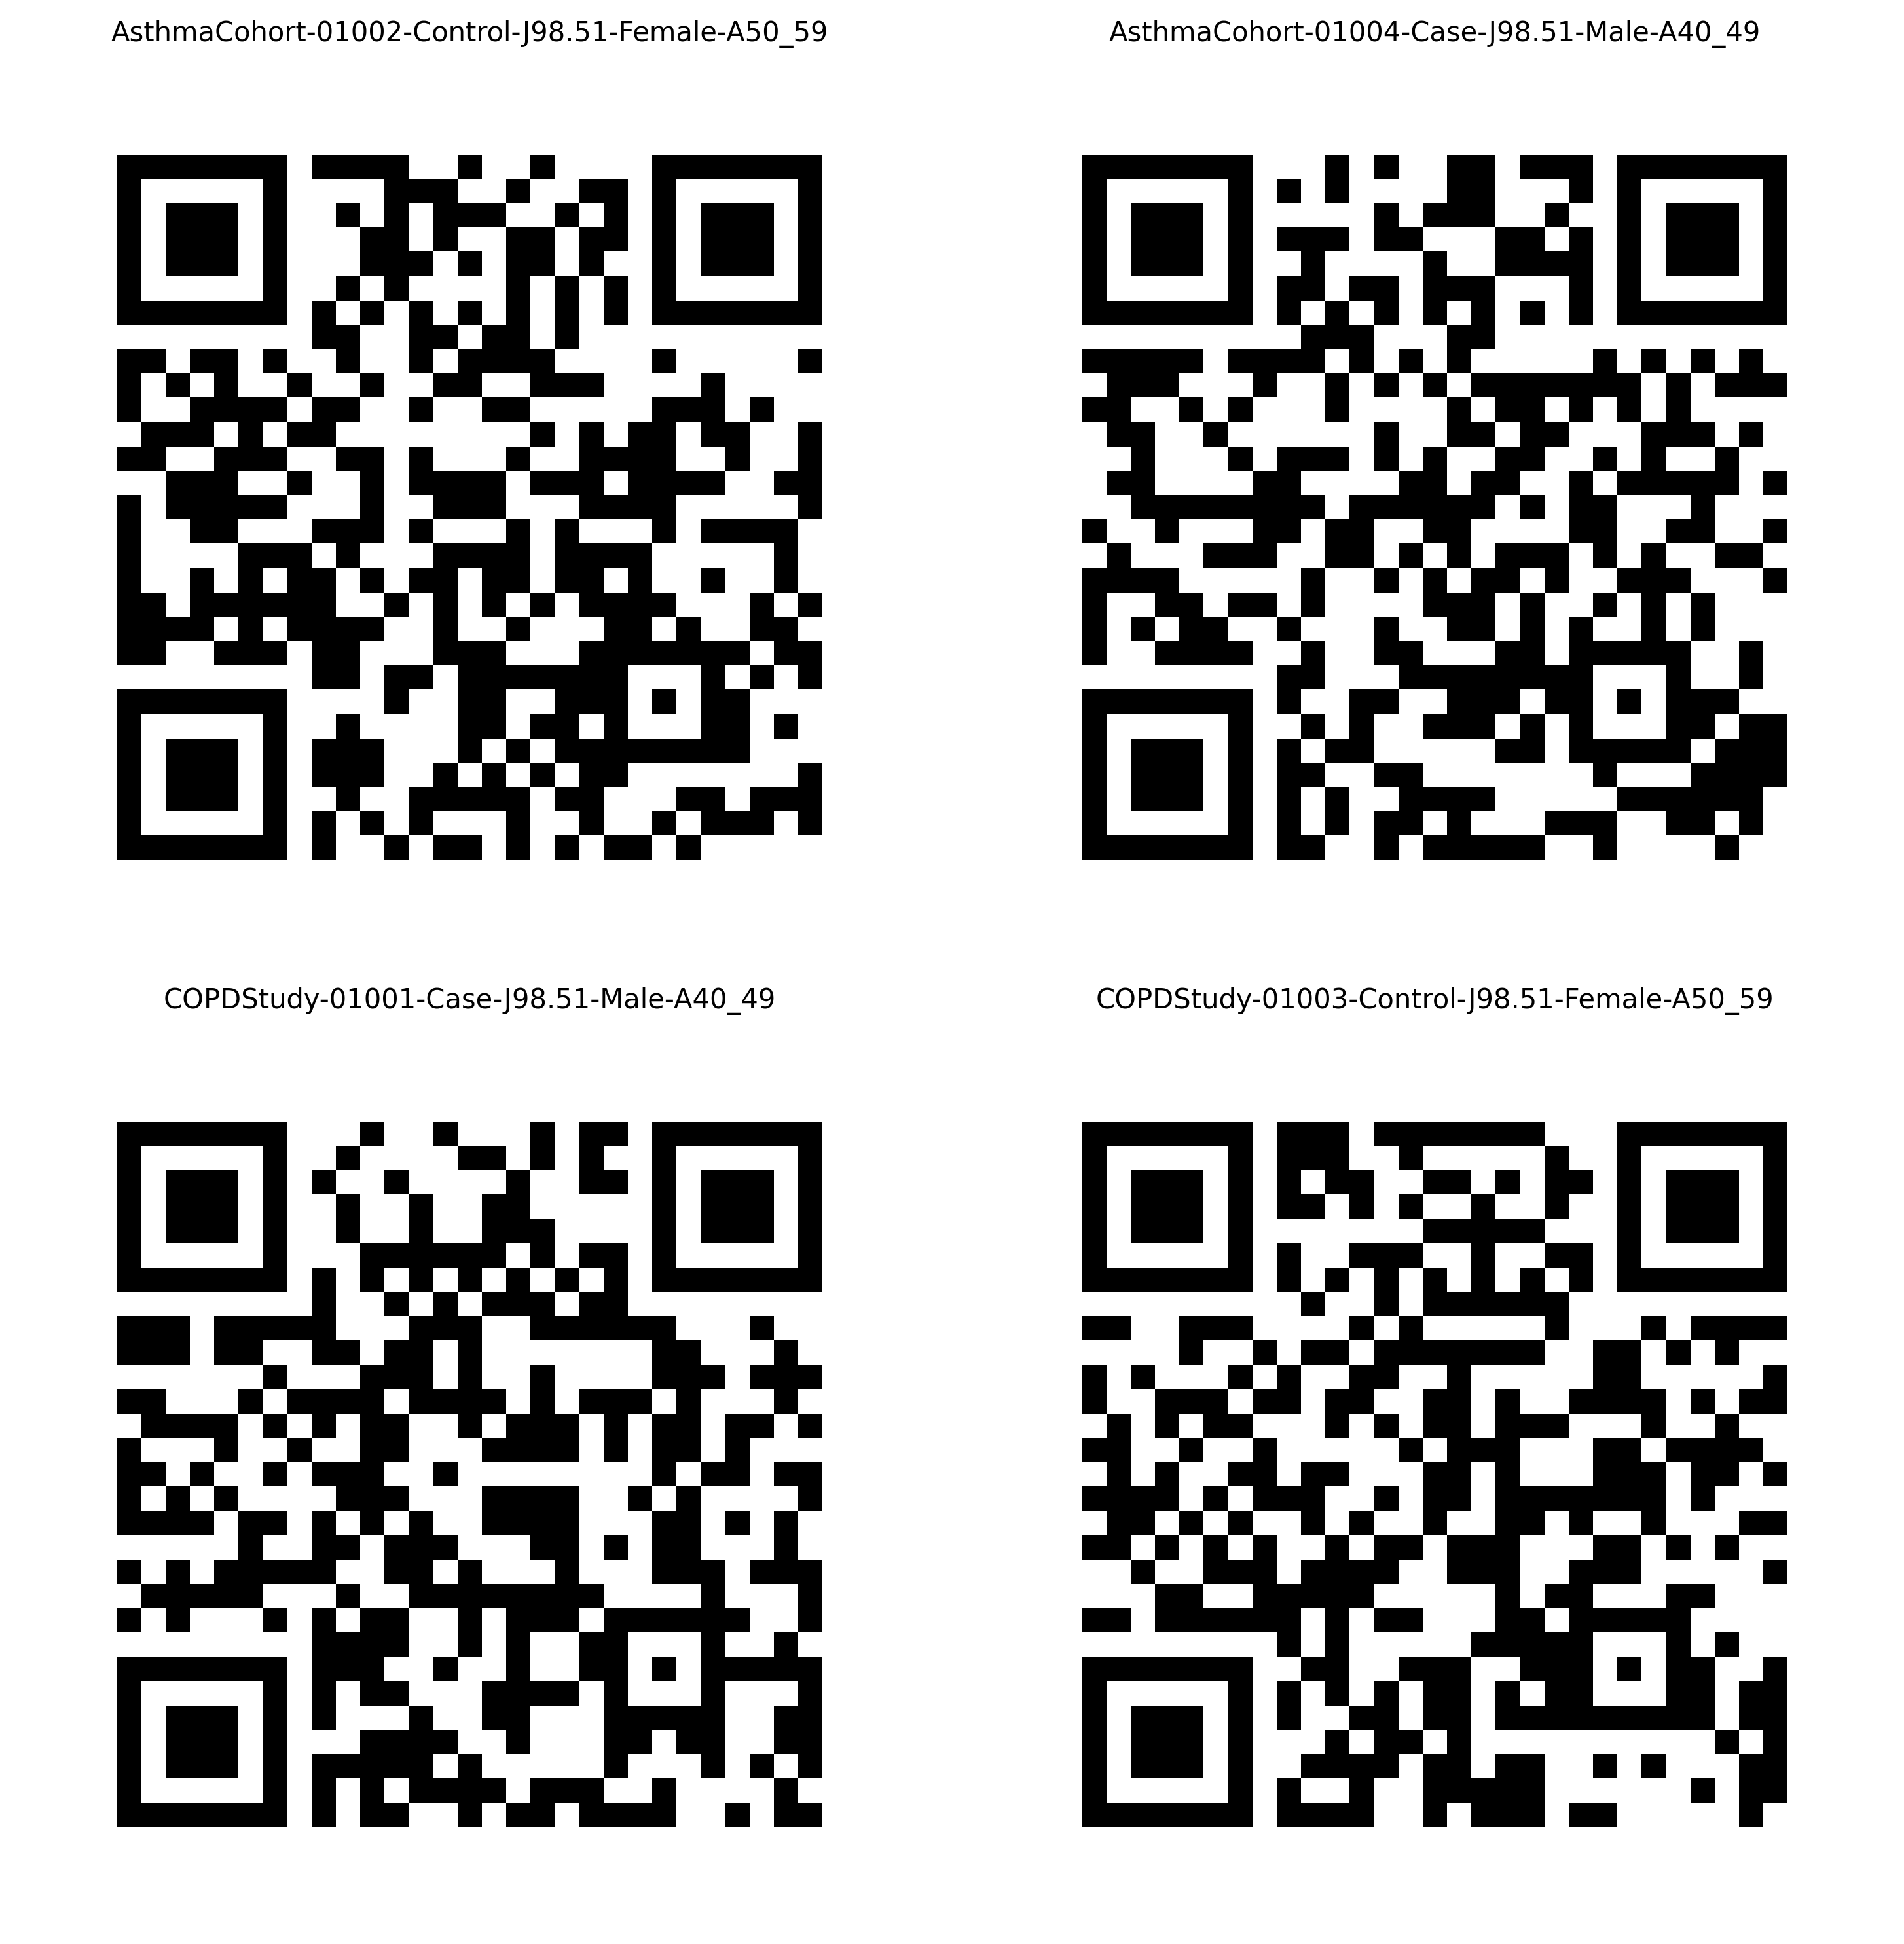 AsthmaCohort-01002-Control-J98.51-Female-A50_59
AsthmaCohort-01004-Case-J98.51-Male-A40_49
COPDStudy-01001-Case-J98.51-Male-A40_49
COPDStudy-01003-Control-J98.51-Female-A50_59